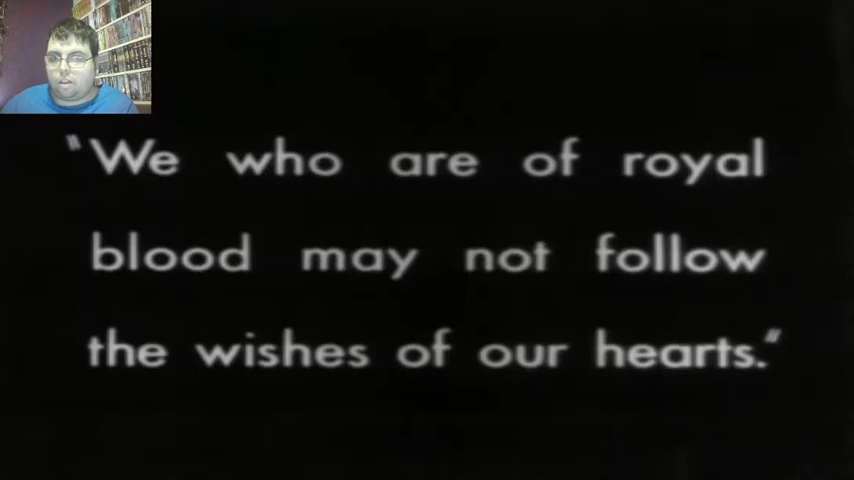 "We who are of royal
blood may not follow
the wishes of our hearts."